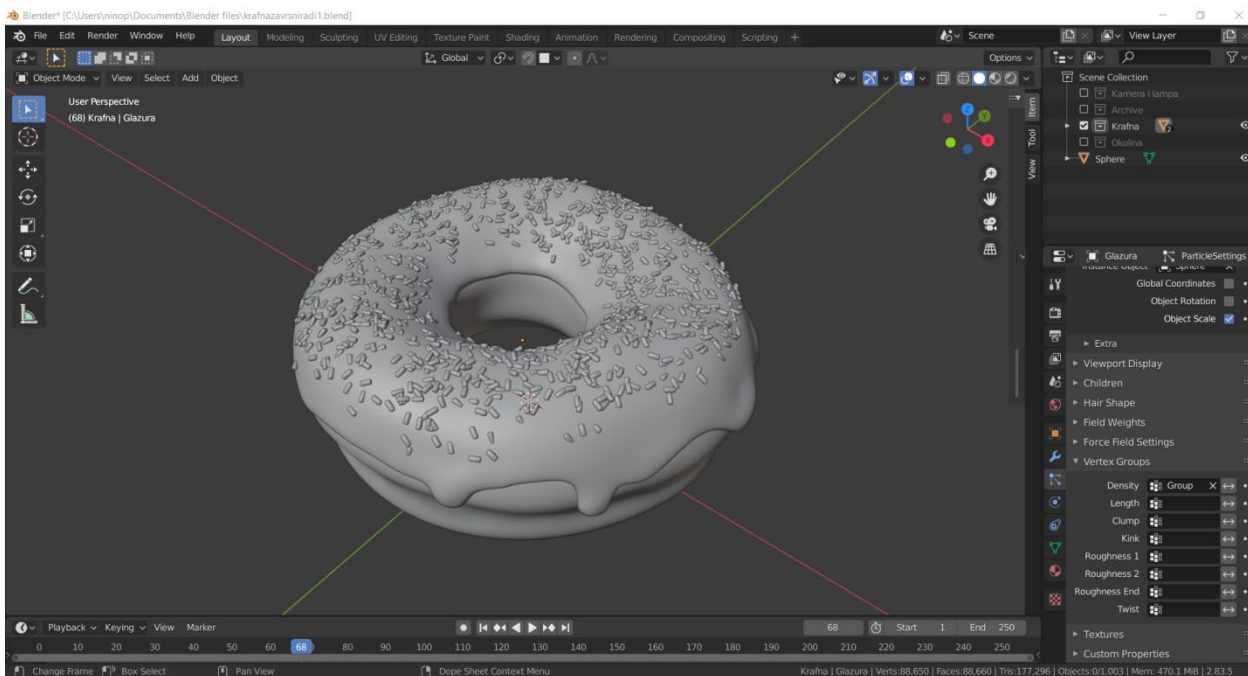 Blender* [C:\Users\ninop\Documents\Blender files\krafnazavrsniradi1.blend]
File Edit Render Window Help Layout Modeling Sculpting UV Editing Texture Paint Shading Animation Rendering Compositing Scripting + Scene View Layer
Global Options
Object Mode View Select Add Object
User Perspective
(68) Krafna | Glazura
Item
Tool
View
Z
Y
X
Scene Collection
Kamera i lampa
Archive
Krafna 2
Okolina
Sphere
Glazura ParticleSettings
Instance Object Sphere
Global Coordinates
Object Rotation
Object Scale
Extra
Viewport Display
Children
Hair Shape
Field Weights
Force Field Settings
Vertex Groups
Density Group
Length
Clump
Kink
Roughness 1
Roughness 2
Roughness End
Twist
Textures
Custom Properties
Playback Keying View Marker 68 Start 1 End 250
0 10 20 30 40 50 60 68 80 90 100 110 120 130 140 150 160 170 180 190 200 210 220 230 240 250
Change Frame Box Select Pan View Dope Sheet Context Menu Krafna | Glazura | Verts:88,650 | Faces:88,660 | Tris:177,296 | Objects:0/1,003 | Mem: 470.1 MiB | 2.83.5